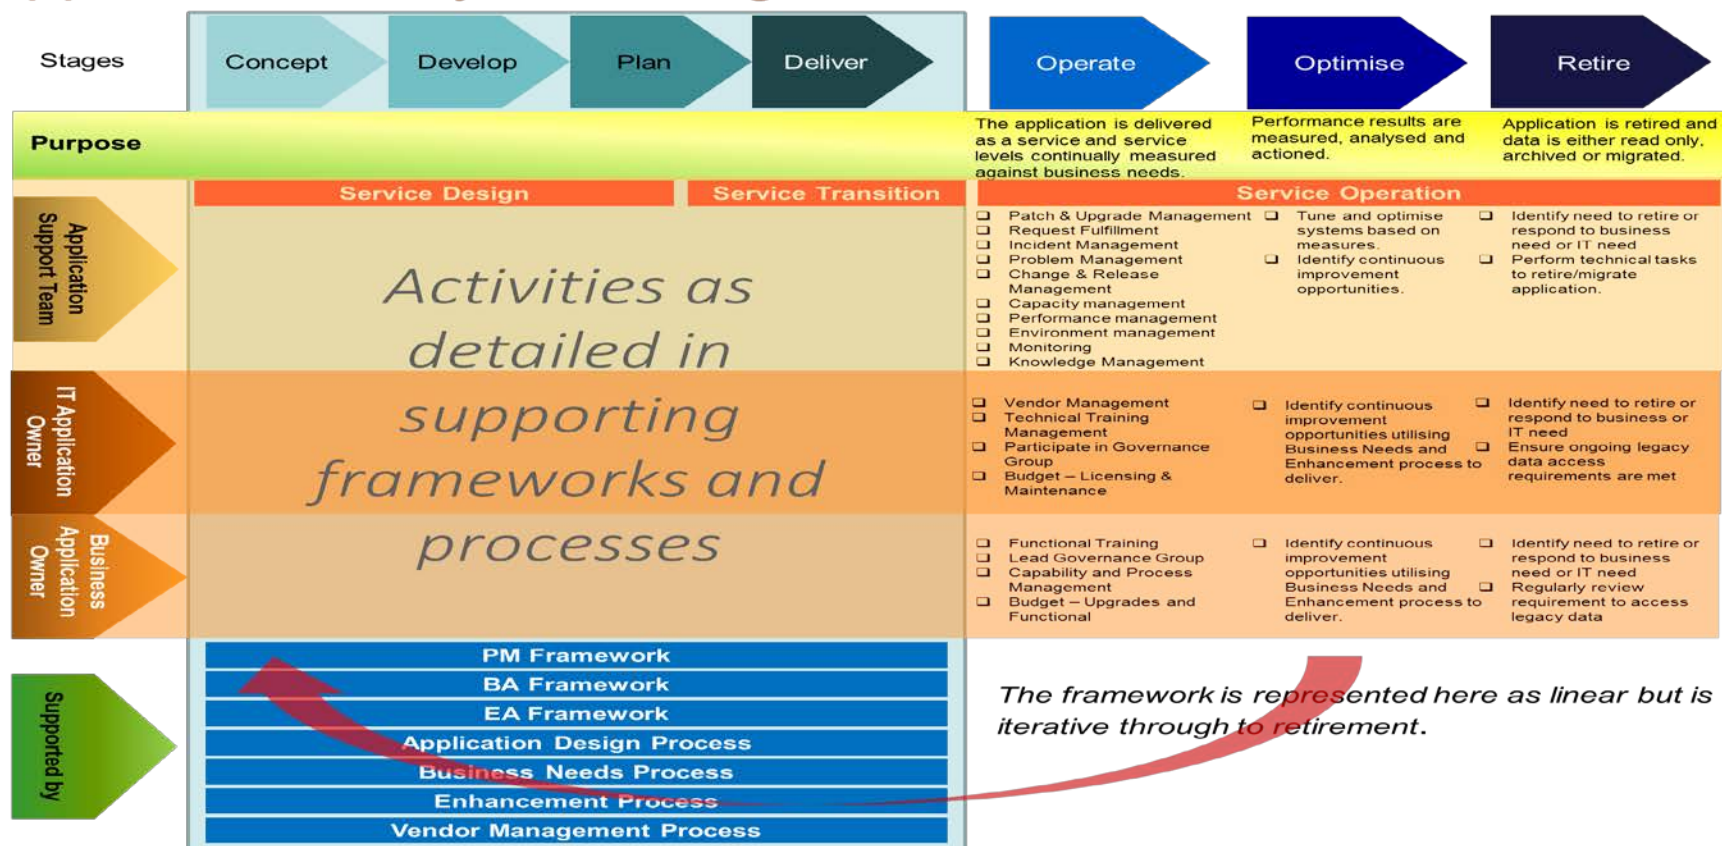 Stages
Concept
Develop
Plan
Deliver
Operate
Optimise
Retire
Purpose
The application is delivered
as a service and service
levels continually measured
against business needs.
Performance results are
measured, analysed and
actioned.
Application is retired and
data is either read only,
archived or migrated.
Service Design
Service Transition
Service Operation
Application
Support Team
Activities as
detailed in
supporting
frameworks and
processes
Patch & Upgrade Management
Request Fulfillment
Incident Management
Problem Management
Change & Release
Management
Capacity management
Performance management
Environment management
Monitoring
Knowledge Management
Tune and optimise
systems based on
measures.
Identify continuous
improvement
opportunities.
Identify need to retire or
respond to business
need or IT need
Perform technical tasks
to retire/migrate
application.
IT Application
Owner
Vendor Management
Technical Training
Management
Participate in Governance
Group
Budget – Licensing &
Maintenance
Identify continuous
improvement
opportunities utilising
Business Needs and
Enhancement process to
deliver.
Identify need to retire or
respond to business or
IT need
Ensure ongoing legacy
data access
requirements are met
Business
Application
Owner
Functional Training
Lead Governance Group
Capability and Process
Management
Budget – Upgrades and
Functional
Identify continuous
improvement
opportunities utilising
Business Needs and
Enhancement process to
deliver.
Identify need to retire or
respond to business
need or IT need
Regularly review
requirement to access
legacy data
Supported by
PM Framework
BA Framework
EA Framework
Application Design Process
Business Needs Process
Enhancement Process
Vendor Management Process
The framework is represented here as linear but is
iterative through to retirement.